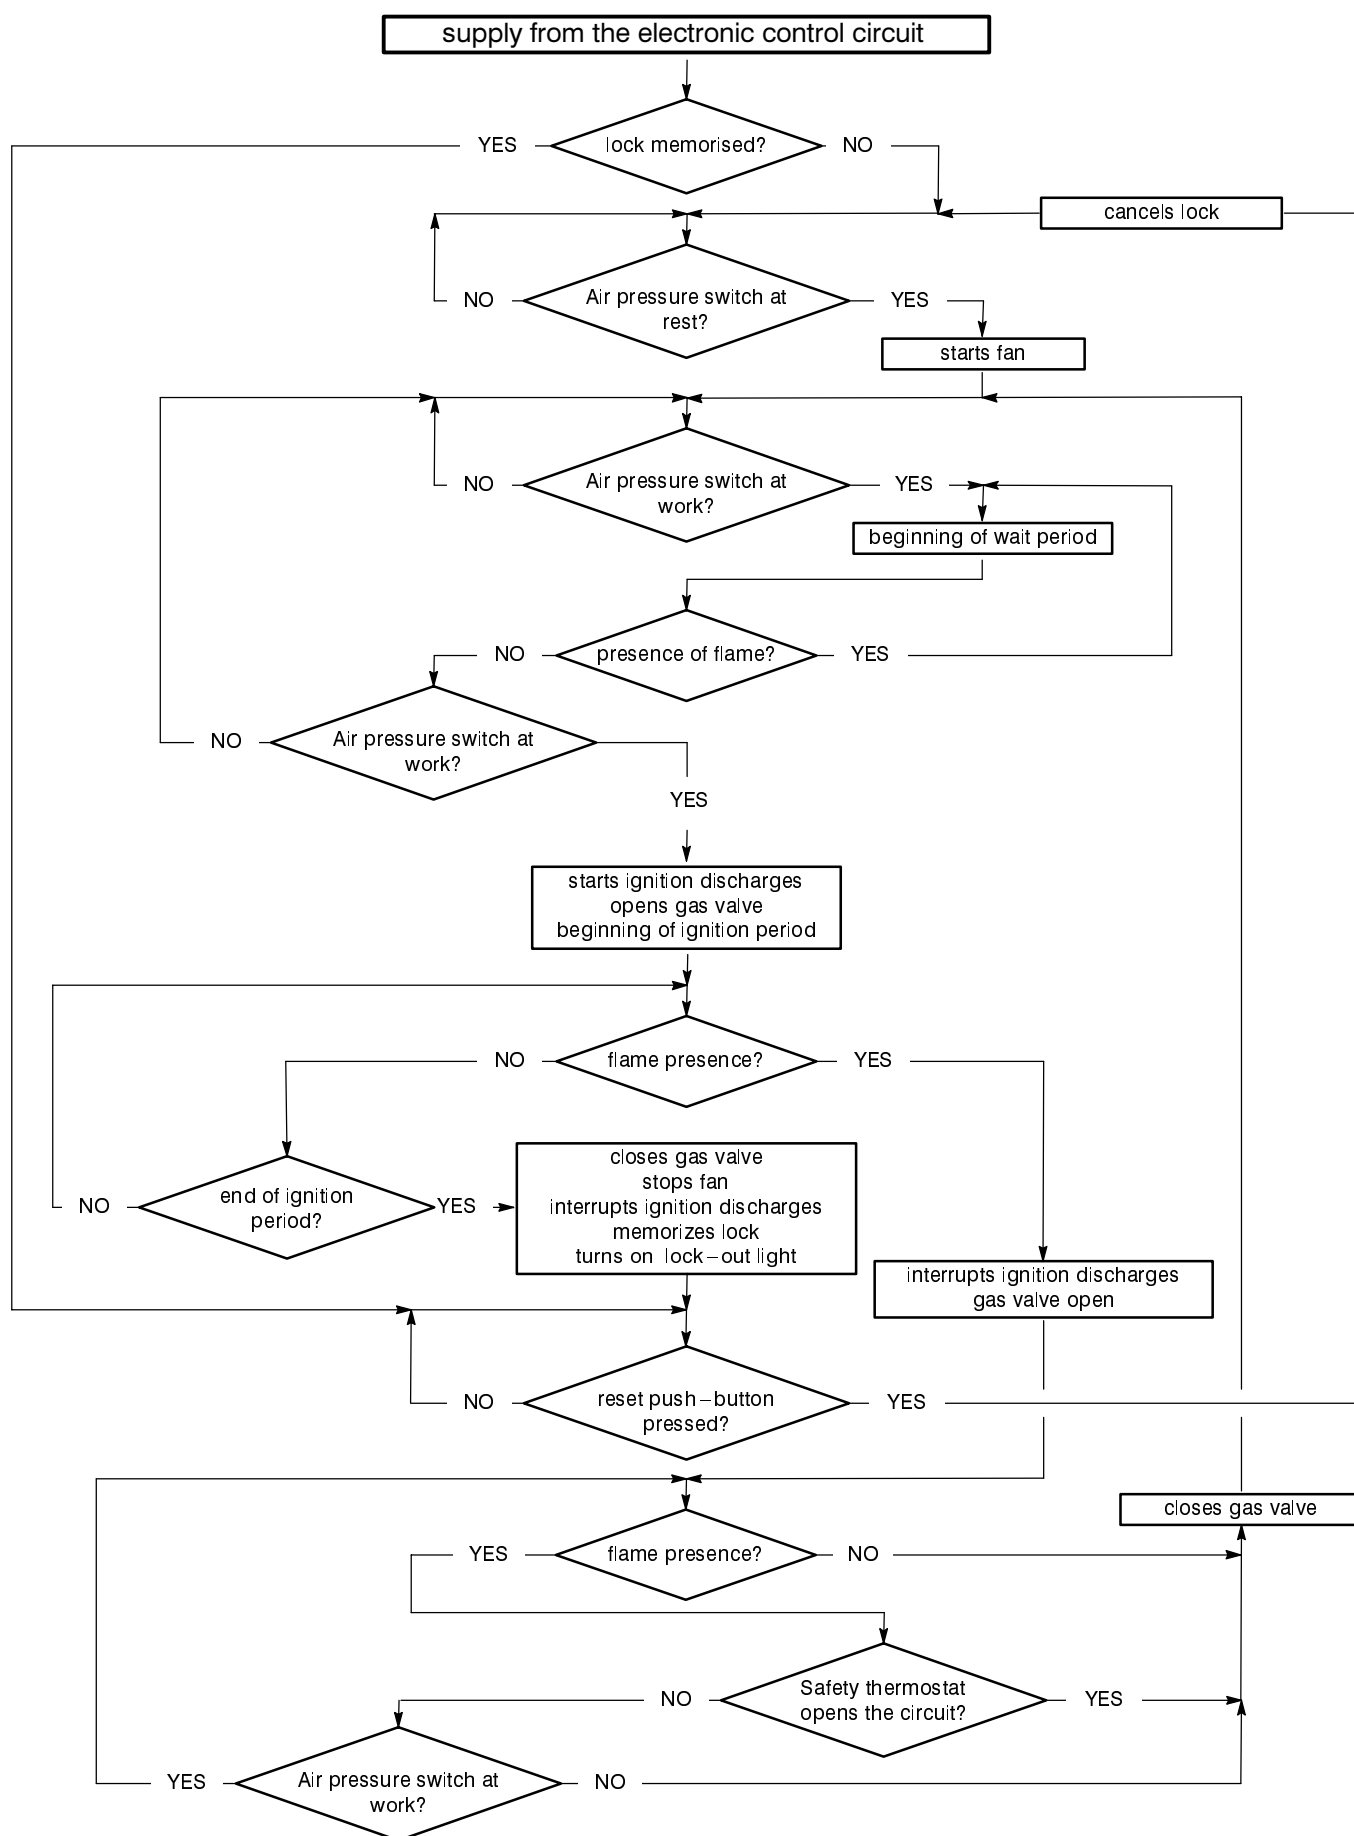 supply from the electronic control circuit
YES
lock memorised?
NO
cancels lock
NO
Air pressure switch at
rest?
YES
starts fan
NO
Air pressure switch at
work?
YES
beginning of wait period
NO
presence of flame?
YES
NO
Air pressure switch at
work?
YES
starts ignition discharges
opens gas valve
beginning of ignition period
NO
flame presence?
YES
NO
end of ignition
period?
YES
closes gas valve
stops fan
interrupts ignition discharges
memorizes lock
turns on lock–out light
interrupts ignition discharges
gas valve open
NO
reset push–button
pressed?
YES
closes gas valve
YES
flame presence?
NO
NO
Safety thermostat
opens the circuit?
YES
YES
Air pressure switch at
work?
NO